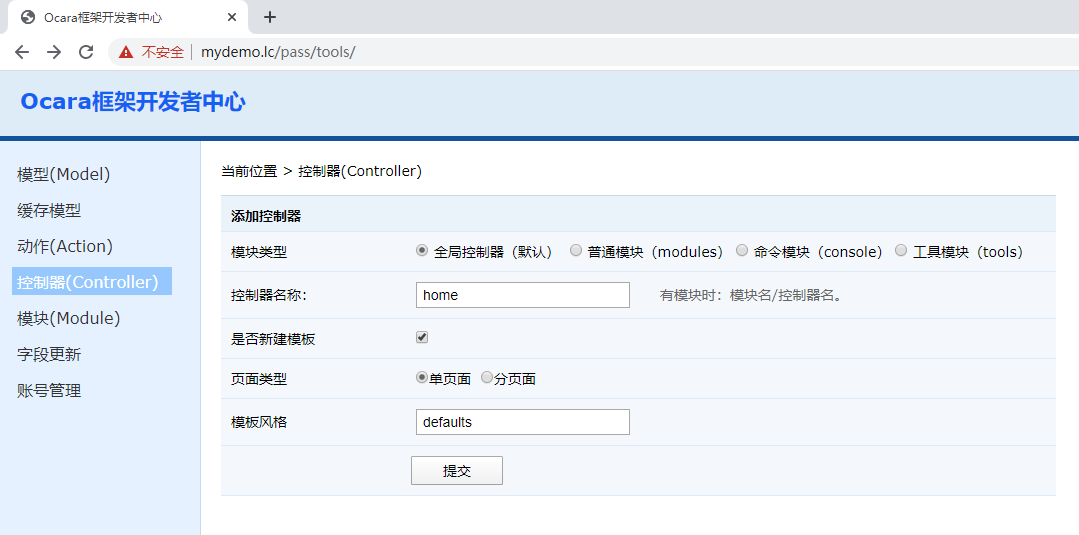 Ocara框架开发者中心
不安全 mydemo.lc/pass/tools/
Ocara框架开发者中心
模型(Model)
缓存模型
动作(Action)
控制器(Controller)
模块(Module)
字段更新
账号管理
当前位置 > 控制器(Controller)
添加控制器
模块类型 全局控制器（默认） 普通模块（modules） 命令模块（console） 工具模块（tools）
控制器名称： home 有模块时：模块名/控制器名。
是否新建模板
页面类型 单页面 分页面
模板风格 defaults
提交